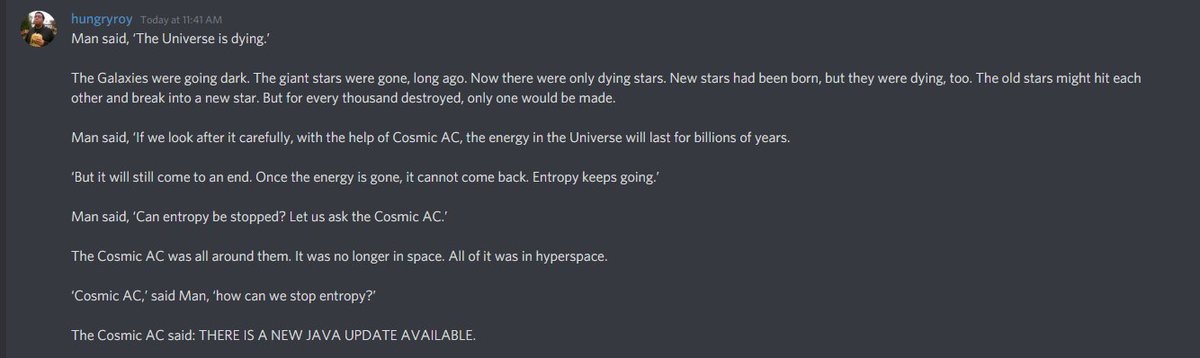 hungryroy Today at 11:41 AM
Man said, ‘The Universe is dying.’
The Galaxies were going dark. The giant stars were gone, long ago. Now there were only dying stars. New stars had been born, but they were dying, too. The old stars might hit each
other and break into a new star. But for every thousand destroyed, only one would be made.
Man said, ‘If we look after it carefully, with the help of Cosmic AC, the energy in the Universe will last for billions of years.
‘But it will still come to an end. Once the energy is gone, it cannot come back. Entropy keeps going.’
Man said, ‘Can entropy be stopped? Let us ask the Cosmic AC.’
The Cosmic AC was all around them. It was no longer in space. All of it was in hyperspace.
‘Cosmic AC,’ said Man, ‘how can we stop entropy?’
The Cosmic AC said: THERE IS A NEW JAVA UPDATE AVAILABLE.